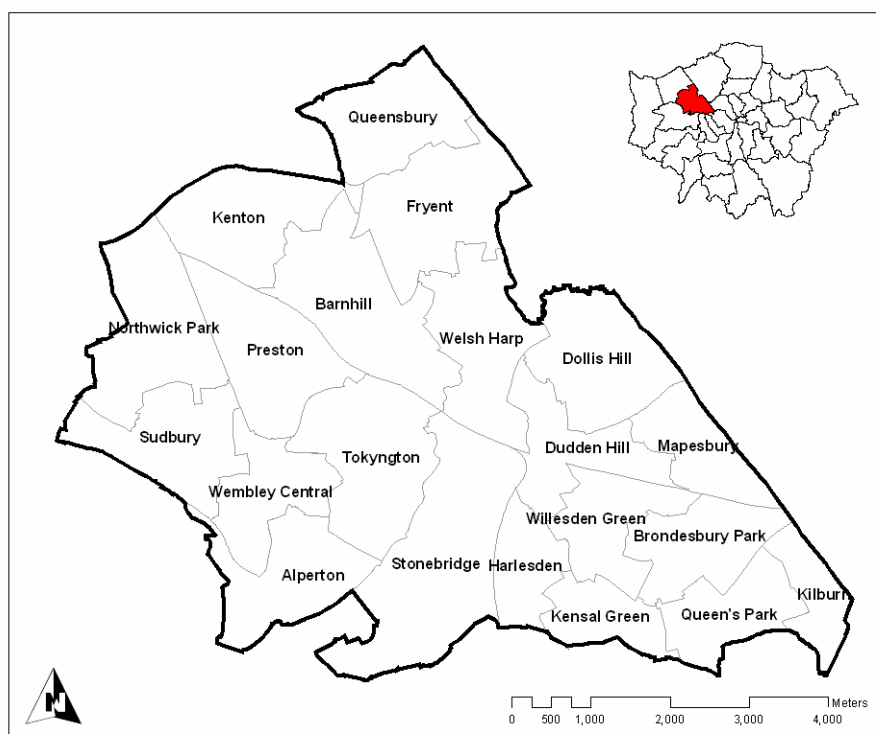 Queensbury
Kenton
Fryent
Barnhill
Northwick Park
Preston
Welsh Harp
Dollis Hill
Sudbury
Tokyngton
Dudden Hill
Mapesbury
Wembley Central
Willesden Green
Brondesbury Park
Alperton
Stonebridge
Harlesden
Kilburn
Kensal Green
Queen's Park
N
Meters
0 500 1,000 2,000 3,000 4,000